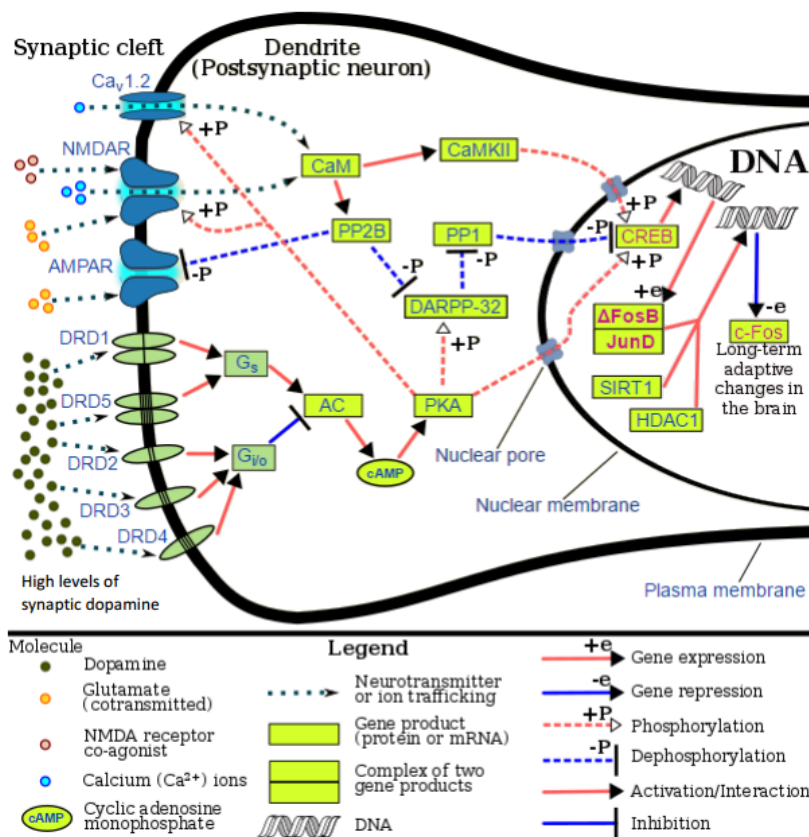 Synaptic cleft
Dendrite
(Postsynaptic neuron)
Cav1.2
+P
NMDAR
CaM
CaMKII
DNA
+P
+P
PP2B
PP1
-P
CREB
AMPAR
-P
-P
-P
+P
DARPP-32
+e
-e
DRD1
+P
ΔFosB
JunD
c-Fos
Gs
Long-term
adaptive
changes in
the brain
DRD5
AC
PKA
SIRT1
HDAC1
DRD2
Gi/o
cAMP
Nuclear pore
DRD3
Nuclear membrane
DRD4
High levels of
synaptic dopamine
Plasma membrane
Molecule
Legend
Dopamine
Glutamate
(cotransmitted)
NMDA receptor
co-agonist
Calcium (Ca²⁺) ions
cAMP
Cyclic adenosine
monophosphate
Neurotransmitter
or ion trafficking
Gene product
(protein or mRNA)
Complex of two
gene products
DNA
+e
Gene expression
-e
Gene repression
+P
Phosphorylation
-P
Dephosphorylation
Activation/Interaction
Inhibition